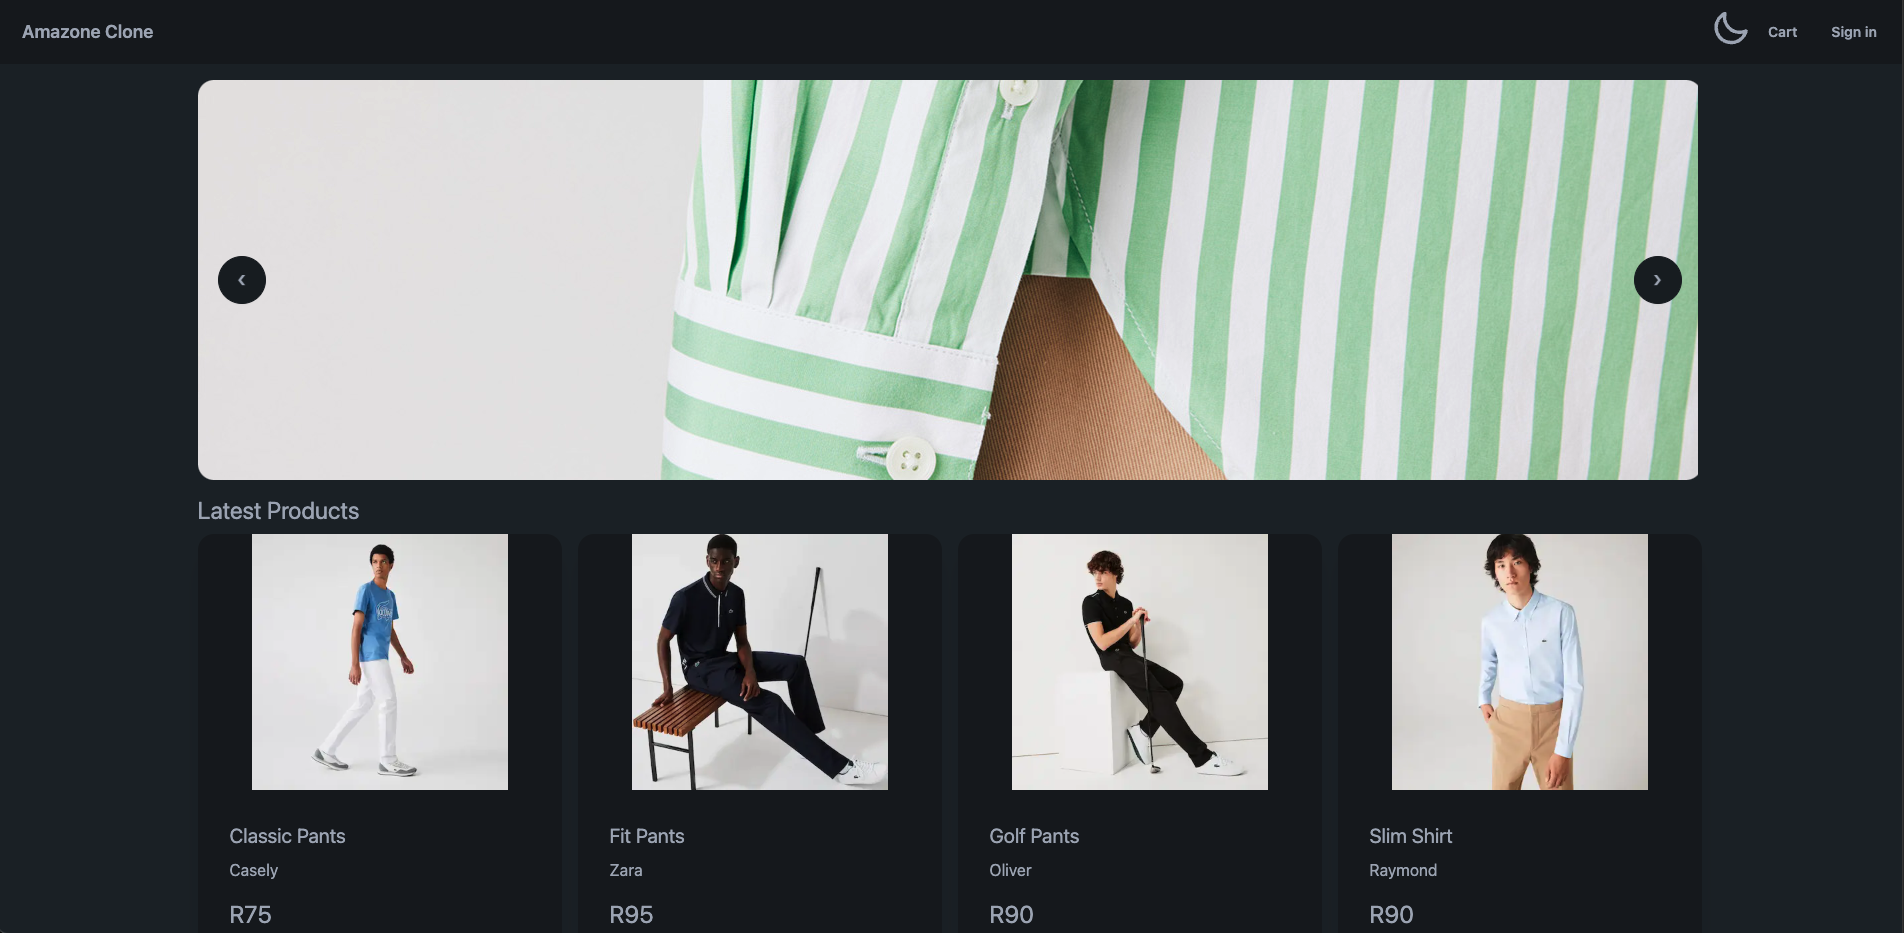 Amazone Clone
Cart
Sign in
‹
›
Latest Products
Classic Pants
Casely
R75
Fit Pants
Zara
R95
Golf Pants
Oliver
R90
Slim Shirt
Raymond
R90